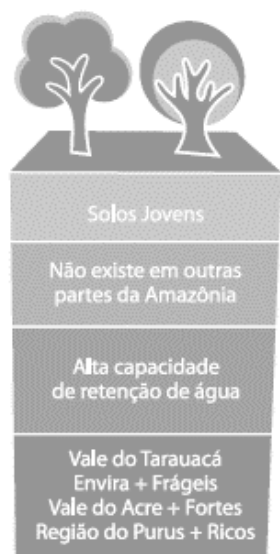 Solos Jovens
Não existe em outras
partes da Amazônia
Alta capacidade
de retenção de água
Vale do Tarauacá
Envira + Frágeis
Vale do Acre + Fortes
Região do Purus + Ricos